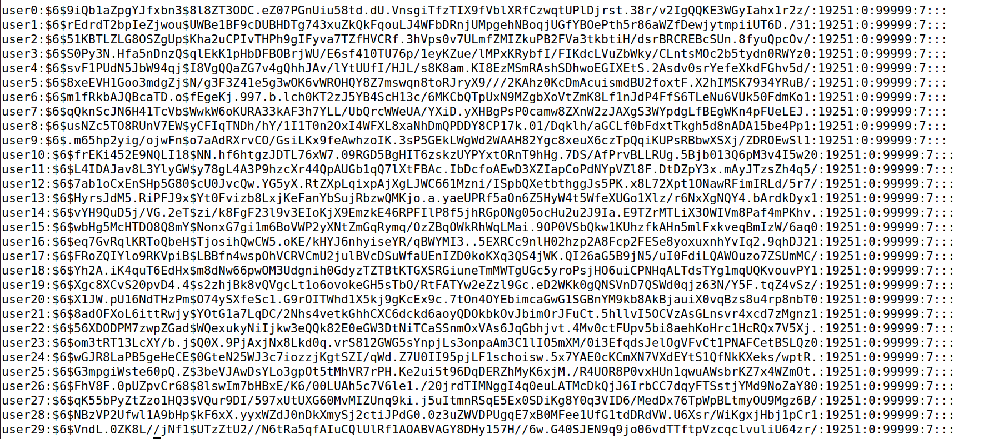 user0:$6$9iQb1aZpgYJfxbn3$8l8ZT3ODC.eZ07PGnUiu58td.dU.VnsgiTfzTIX9fVblXRfCzwqtUPlDjrst.38r/v2IgQQKE3WGyIahx1r2z/:19251:0:99999:7:::
user1:$6$rEdrdT2bpIeZjwou$UWBe1BF9cDUBHDTg743xuZkQkFqouLJ4WFbDRnjUMpgehNBoqjUGfYBOePth5r86aWZfDewjytmpiiUT6D./31:19251:0:99999:7:::
user2:$6$51KBTLZLG8OSZgUp$Kha2uCPIvTHPh9gIFyva7TZfHVCRf.3hVps0v7ULmfZMIZkuPB2FVa3tkbtiH/dsrBRCREBcSUn.8fyuQpcOv/:19251:0:99999:7:::
user3:$6$S0Py3N.Hfa5nDnzQ$qlEkK1pHbDFBOBrjWU/E6sf410TU76p/1eyKZue/lMPxKRybfI/FIKdcLVuZbWky/CLntsMOc2b5tydn0RWYz0:19251:0:99999:7:::
user4:$6$svF1PUdN5JbW94qj$I8VgQQaZG7v4gQhhJAv/lYtUUfI/HJL/s8K8am.KI8EzMSmRAshSDhwoEGIXEtS.2Asdv0srYefeXkdFGhv5d/:19251:0:99999:7:::
user5:$6$8xeEVH1Goo3mdgZj$N/g3F3Z41e5g3wOK6vWROHQY8Z7mswqn8toRJryX9///2KAhz0KcDmAcuismdBU2foxtF.X2hIMSK7934YRuB/:19251:0:99999:7:::
user6:$6$m1fRkbAJQBcaTD.o$fEgeKj.997.b.lch0KT2zJ5YB4ScH13c/6MKCbQTpUxN9MZgbXoVtZmK8Lf1nJdP4FfS6TLeNu6VUk50FdmKo1:19251:0:99999:7:::
user7:$6$qQknScJN6H41TcVb$WwkW6oKURA33kAF3h7YLL/UbQrcWWeUA/YXiD.yXHBgPsP0camw8ZXnW2zJAXgS3WYpdgLfBEgWKn4pFUeLEJ.:19251:0:99999:7:::
user8:$6$usNZc5TO8RUnV7EW$yCFIqTNDh/hY/1I1T0n2OxI4WFXL8xaNhDmQPDDY8CP17k.01/Dqklh/aGCLf0bFdxtTkgh5d8nADA15be4Pp1:19251:0:99999:7:::
user9:$6$.m65hp2yig/ojwFn$o7aAdRXrvCO/GsiLKx9feAwhzoIK.3sP5GEkLWgWd2WAAH82Ygc8xeuX6czTpQqiKUPsRBbwXSXj/ZDROEwSl1:19251:0:99999:7:::
user10:$6$frEKi452E9NQLI18$NN.hf6htgzJDTL76xW7.09RGD5BgHIT6zskzUYPYxtORnT9hHg.7DS/AfPrvBLLRUg.5Bjb013Q6pM3v4I5w20:19251:0:99999:7:::
user11:$6$L4IDAJav8L3YlyGW$y78gL4A3P9hzcXr44QpAUGb1qQ7lXtFBAc.IbDcfoAEwD3XZIapCoPdNYpVZl8F.DtDZpY3x.mAyJTzsZh4q5/:19251:0:99999:7:::
user12:$6$7ab1oCxEnSHp5G80$cU0JvcQw.YG5yX.RtZXpLqixpAjXgLJWC661Mzni/ISpbQXetbthggJs5PK.x8L72Xpt1ONawRFimIRLd/5r7/:19251:0:99999:7:::
user13:$6$HyrsJdM5.RiPFJ9x$Yt0Fvizb8LxjKeFanYbSujRbzwQMKjo.a.yaeUPRf5aOn6Z5HyW4t5WfeXUGo1Xlz/r6NxXgNQY4.bArdkDyx1:19251:0:99999:7:::
user14:$6$vYH9QuD5j/VG.2eT$zi/k8FgF23l9v3EIoKjX9EmzkE46RPFIlP8f5jhRGpONg05ocHu2u2J9Ia.E9TZrMTLiX3OWIVm8Paf4mPKhv.:19251:0:99999:7:::
user15:$6$wbHg5McHTDO8Q8mY$NonxG7gi1m6BoVWP2yXNtZmGqRymq/OzZBqOWkRhWqLMai.9OP0VSbQkw1KUhzfkAHn5mlFxkveqBmIzW/6aq0:19251:0:99999:7:::
user16:$6$eq7GvRqlKRToQbeH$TjosihQwCW5.oKE/kHYJ6nhyiseYR/qBWYMI3..5EXRCc9nlH02hzp2A8Fcp2FESe8yoxuxnhYvIq2.9qhDJ21:19251:0:99999:7:::
user17:$6$FRoZQIYlo9RKVpiB$LBBfn4wspOhVCRVCmU2julBVcDSuWfaUEnIZD0koKXq3QS4jWK.QI26aG5B9jN5/uI0FdiLQAWOuzo7ZSUmMC/:19251:0:99999:7:::
user18:$6$Yh2A.iK4quT6EdHx$m8dNw66pwOM3Udgnih0GdyzTZTBtKTGXSRGiuneTmMWTgUGc5yroPsjHO6uiCPNHqALTdsTYg1mqUQKvouvPY1:19251:0:99999:7:::
user19:$6$Xgc8XCvS20pvD4.4$s2zhjBk8vQVgcLt1o6ovokeGH5sTbO/RtFATYw2eZzl9Gc.eD2WKk0gQNSVnD7QSWd0qjz63N/Y5F.tqZ4vSz/:19251:0:99999:7:::
user20:$6$X1JW.pU16NdTHzPm$O74ySXfeSc1.G9rOITWhd1X5kj9gKcEx9c.7tOn4OYEbimcaGwG1SGBnYM9kb8AkBjauiX0vqBzs8u4rp8nbT0:19251:0:99999:7:::
user21:$6$8adOFXoL6ittRwjy$YOtG1a7LqDC/2Nhs4vetkGhhCXC6dckd6aoyQDOkbkOvJbimOrJFuCt.5hllvI5OCVzAsGLnsvr4xcd7zMgnz1:19251:0:99999:7:::
user22:$6$56XDODPM7zwpZGad$WQexukyNiIjkw3eQQk82E0eGW3DtNiTCaSSnmOxVAs6JqGbhjvt.4Mv0ctFUpv5bi8aehKoHrc1HcRQx7V5Xj.:19251:0:99999:7:::
user23:$6$om3tRT13LcXY/b.j$Q0X.9PjAxjNx8Lkd0q.vrS812GWG5sYnpjLs3onpaAm3C1lIO5mXM/0i3EfqdsJelOgVFvCt1PNAFCetBSLQz0:19251:0:99999:7:::
user24:$6$wGJR8LaPB5geHeCE$0GteN25WJ3c7iozzjKgtSZI/qWd.Z7U0II95pjLF1schoisw.5x7YAE0cKCmXN7VXdEYtS1QfNkKXeks/wptR.:19251:0:99999:7:::
user25:$6$G3mpgiWste60pQ.Z$3beVJAwDsYLo3gpOt5tMhVR7rPH.Ke2ui5t96DqDERZhMyK6xjM./R4UOR8P0vxHUn1qwuAWsbrKZ7x4WZmOt.:19251:0:99999:7:::
user26:$6$FhV8F.0pUZpvCr68$8lswIm7bHBxE/K6/00LUAh5c7V6le1./20jrdTIMNggI4q0euLATMcDkQjJ6IrbCC7dqyFTSstjYMd9NoZaY80:19251:0:99999:7:::
user27:$6$qK55bPyZtZzo1HQ3$VQur9DI/597xUtUXG60MvMIZUnq9ki.j5uItmnRSqE5Ex0SDiKg8Y0q3VID6/MedDx76TpWpBLtmyOU9Mgz6B/:19251:0:99999:7:::
user28:$6$NBzVP2Ufwl1A9bHp$kF6xX.yyxWZdJ0nDkXmySj2ctiJPdG0.0z3uZWVDPUgqE7xB0MFee1UfG1tdDRdVW.U6Xsr/WiKgxjHbj1pCr1:19251:0:99999:7:::
user29:$6$VndL.0ZK8L//jNf1$UTzZtU2//N6tRa5qfAIuCQlUlRf1AOABVAGY8DHy157H//6w.G40SJEN9q9jo06vdTTftpVzcqclvuliU64zr/:19251:0:99999:7:::